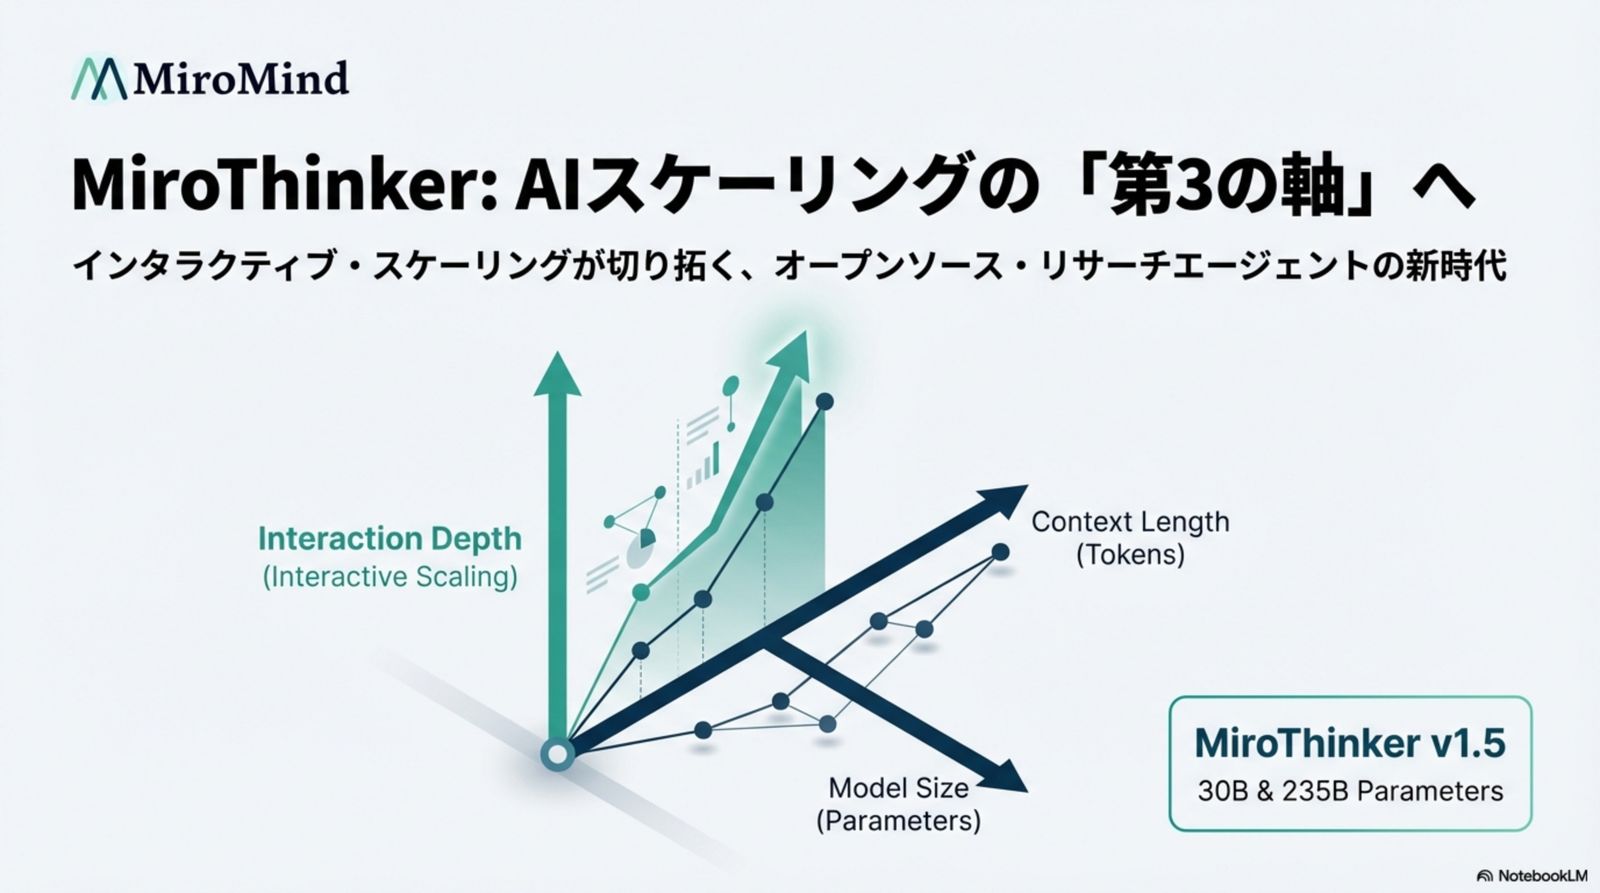 MiroMind
MiroThinker: AIスケーリングの「第3の軸」へ
インタラクティブ・スケーリングが切り拓く、オープンソース・リサーチエージェントの新時代
Interaction Depth
(Interactive Scaling)
Context Length
(Tokens)
Model Size
(Parameters)
MiroThinker v1.5
30B & 235B Parameters
NotebookLM